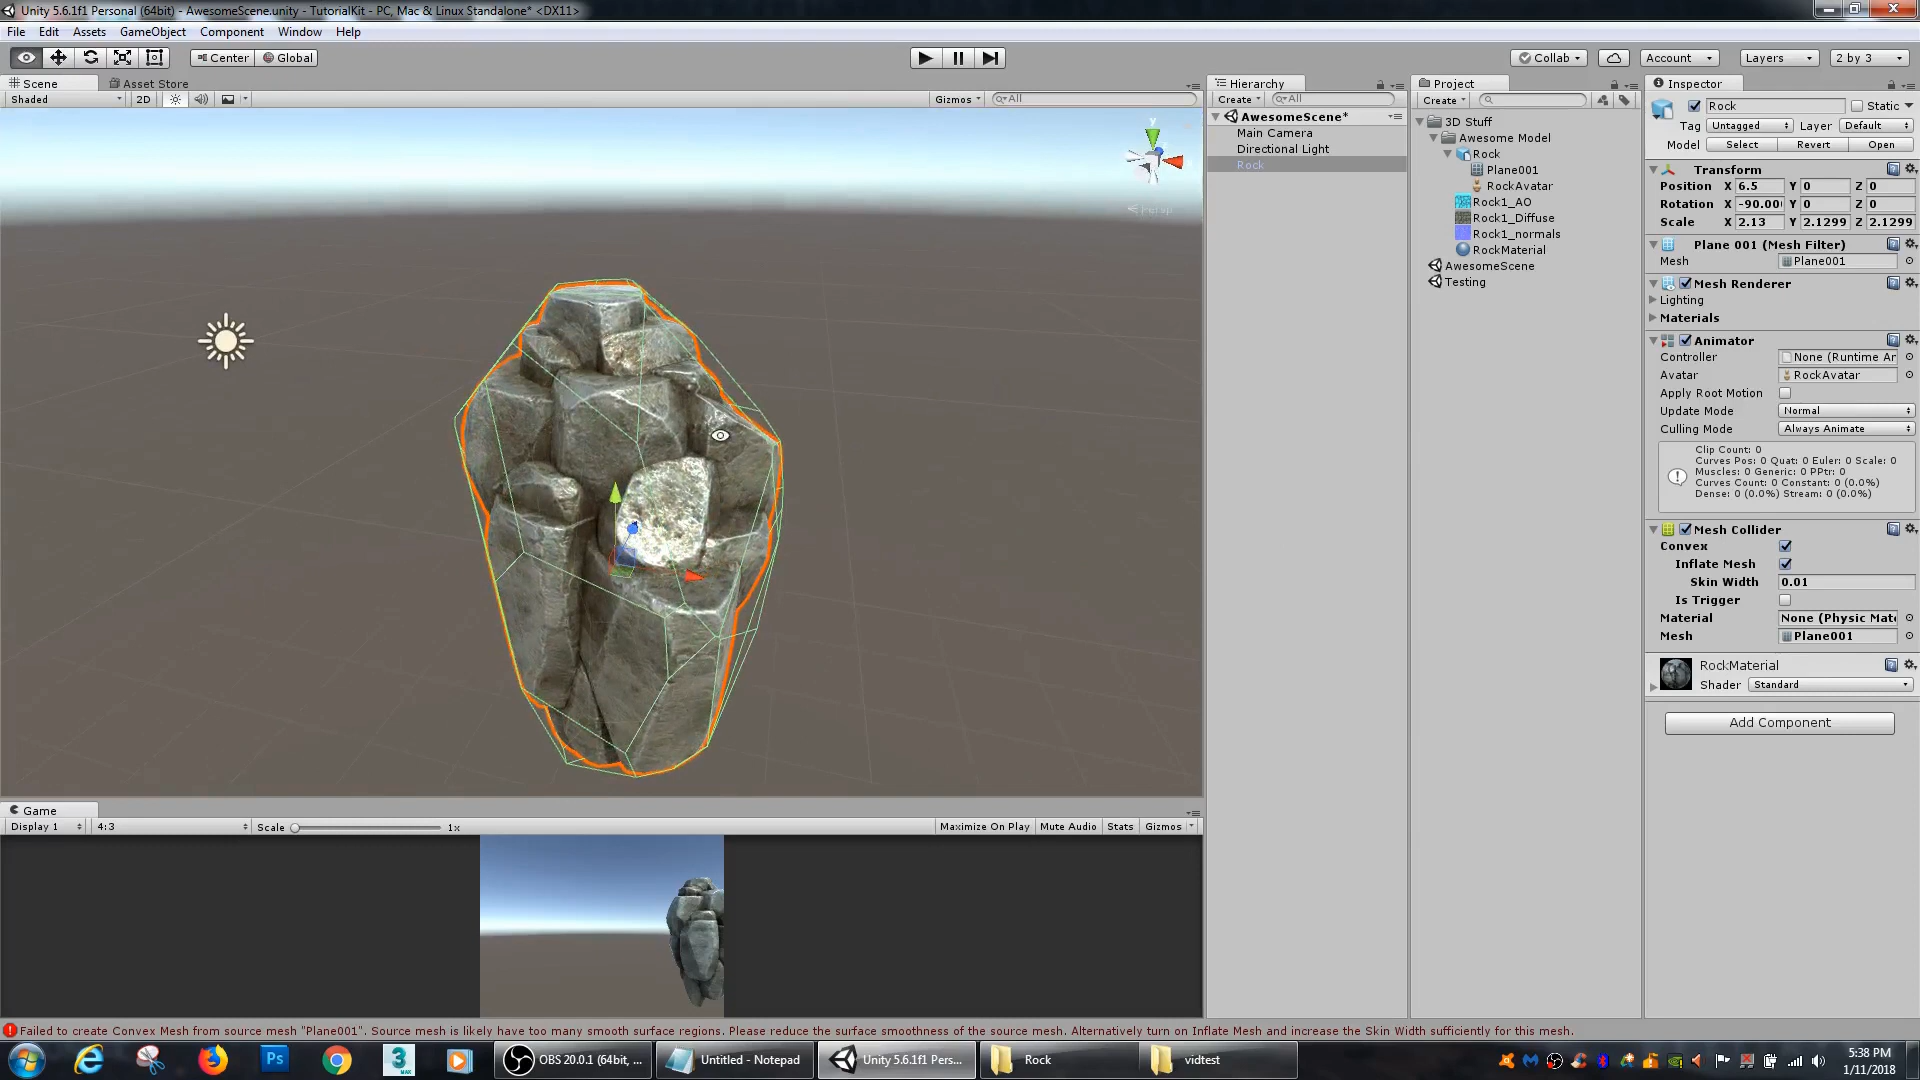 Unity 5.6.1f1 Personal (64bit) - AwesomeScene.unity - TutorialKit - PC, Mac & Linux Standalone* <DX11>
File Edit Assets GameObject Component Window Help
Center Global Collab Account Layers 2 by 3
Scene Asset Store
Shaded 2D Gizmos All
y
Persp
Game
Display 1 4:3 Scale 1x Maximize On Play Mute Audio Stats Gizmos
Hierarchy
Create All
AwesomeScene*
Main Camera
Directional Light
Rock
Project
Create
3D Stuff
Awesome Model
Rock
Plane001
RockAvatar
Rock1_AO
Rock1_Diffuse
Rock1_normals
RockMaterial
AwesomeScene
Testing
Inspector
Rock Static
Tag Untagged Layer Default
Model Select Revert Open
Transform
Position X 6.5 Y 0 Z 0
Rotation X -90.00 Y 0 Z 0
Scale X 2.13 Y 2.1299 Z 2.1299
Plane 001 (Mesh Filter)
Mesh Plane001
Mesh Renderer
Lighting
Materials
Animator
Controller None (Runtime Ar
Avatar RockAvatar
Apply Root Motion
Update Mode Normal
Culling Mode Always Animate
Clip Count: 0
Curves Pos: 0 Quat: 0 Euler: 0 Scale: 0
Muscles: 0 Generic: 0 PPtr: 0
Curves Count: 0 Constant: 0 (0.0%)
Dense: 0 (0.0%) Stream: 0 (0.0%)
Mesh Collider
Convex
Inflate Mesh
Skin Width 0.01
Is Trigger
Material None (Physic Mate
Mesh Plane001
RockMaterial
Shader Standard
Add Component
Failed to create Convex Mesh from source mesh "Plane001". Source mesh is likely have too many smooth surface regions. Please reduce the surface smoothness of the source mesh. Alternatively turn on Inflate Mesh and increase the Skin Width sufficiently for this mesh.
Ps 3 MAX OBS 20.0.1 (64bit, ... Untitled - Notepad Unity 5.6.1f1 Pers... Rock vidtest
5:38 PM
1/11/2018